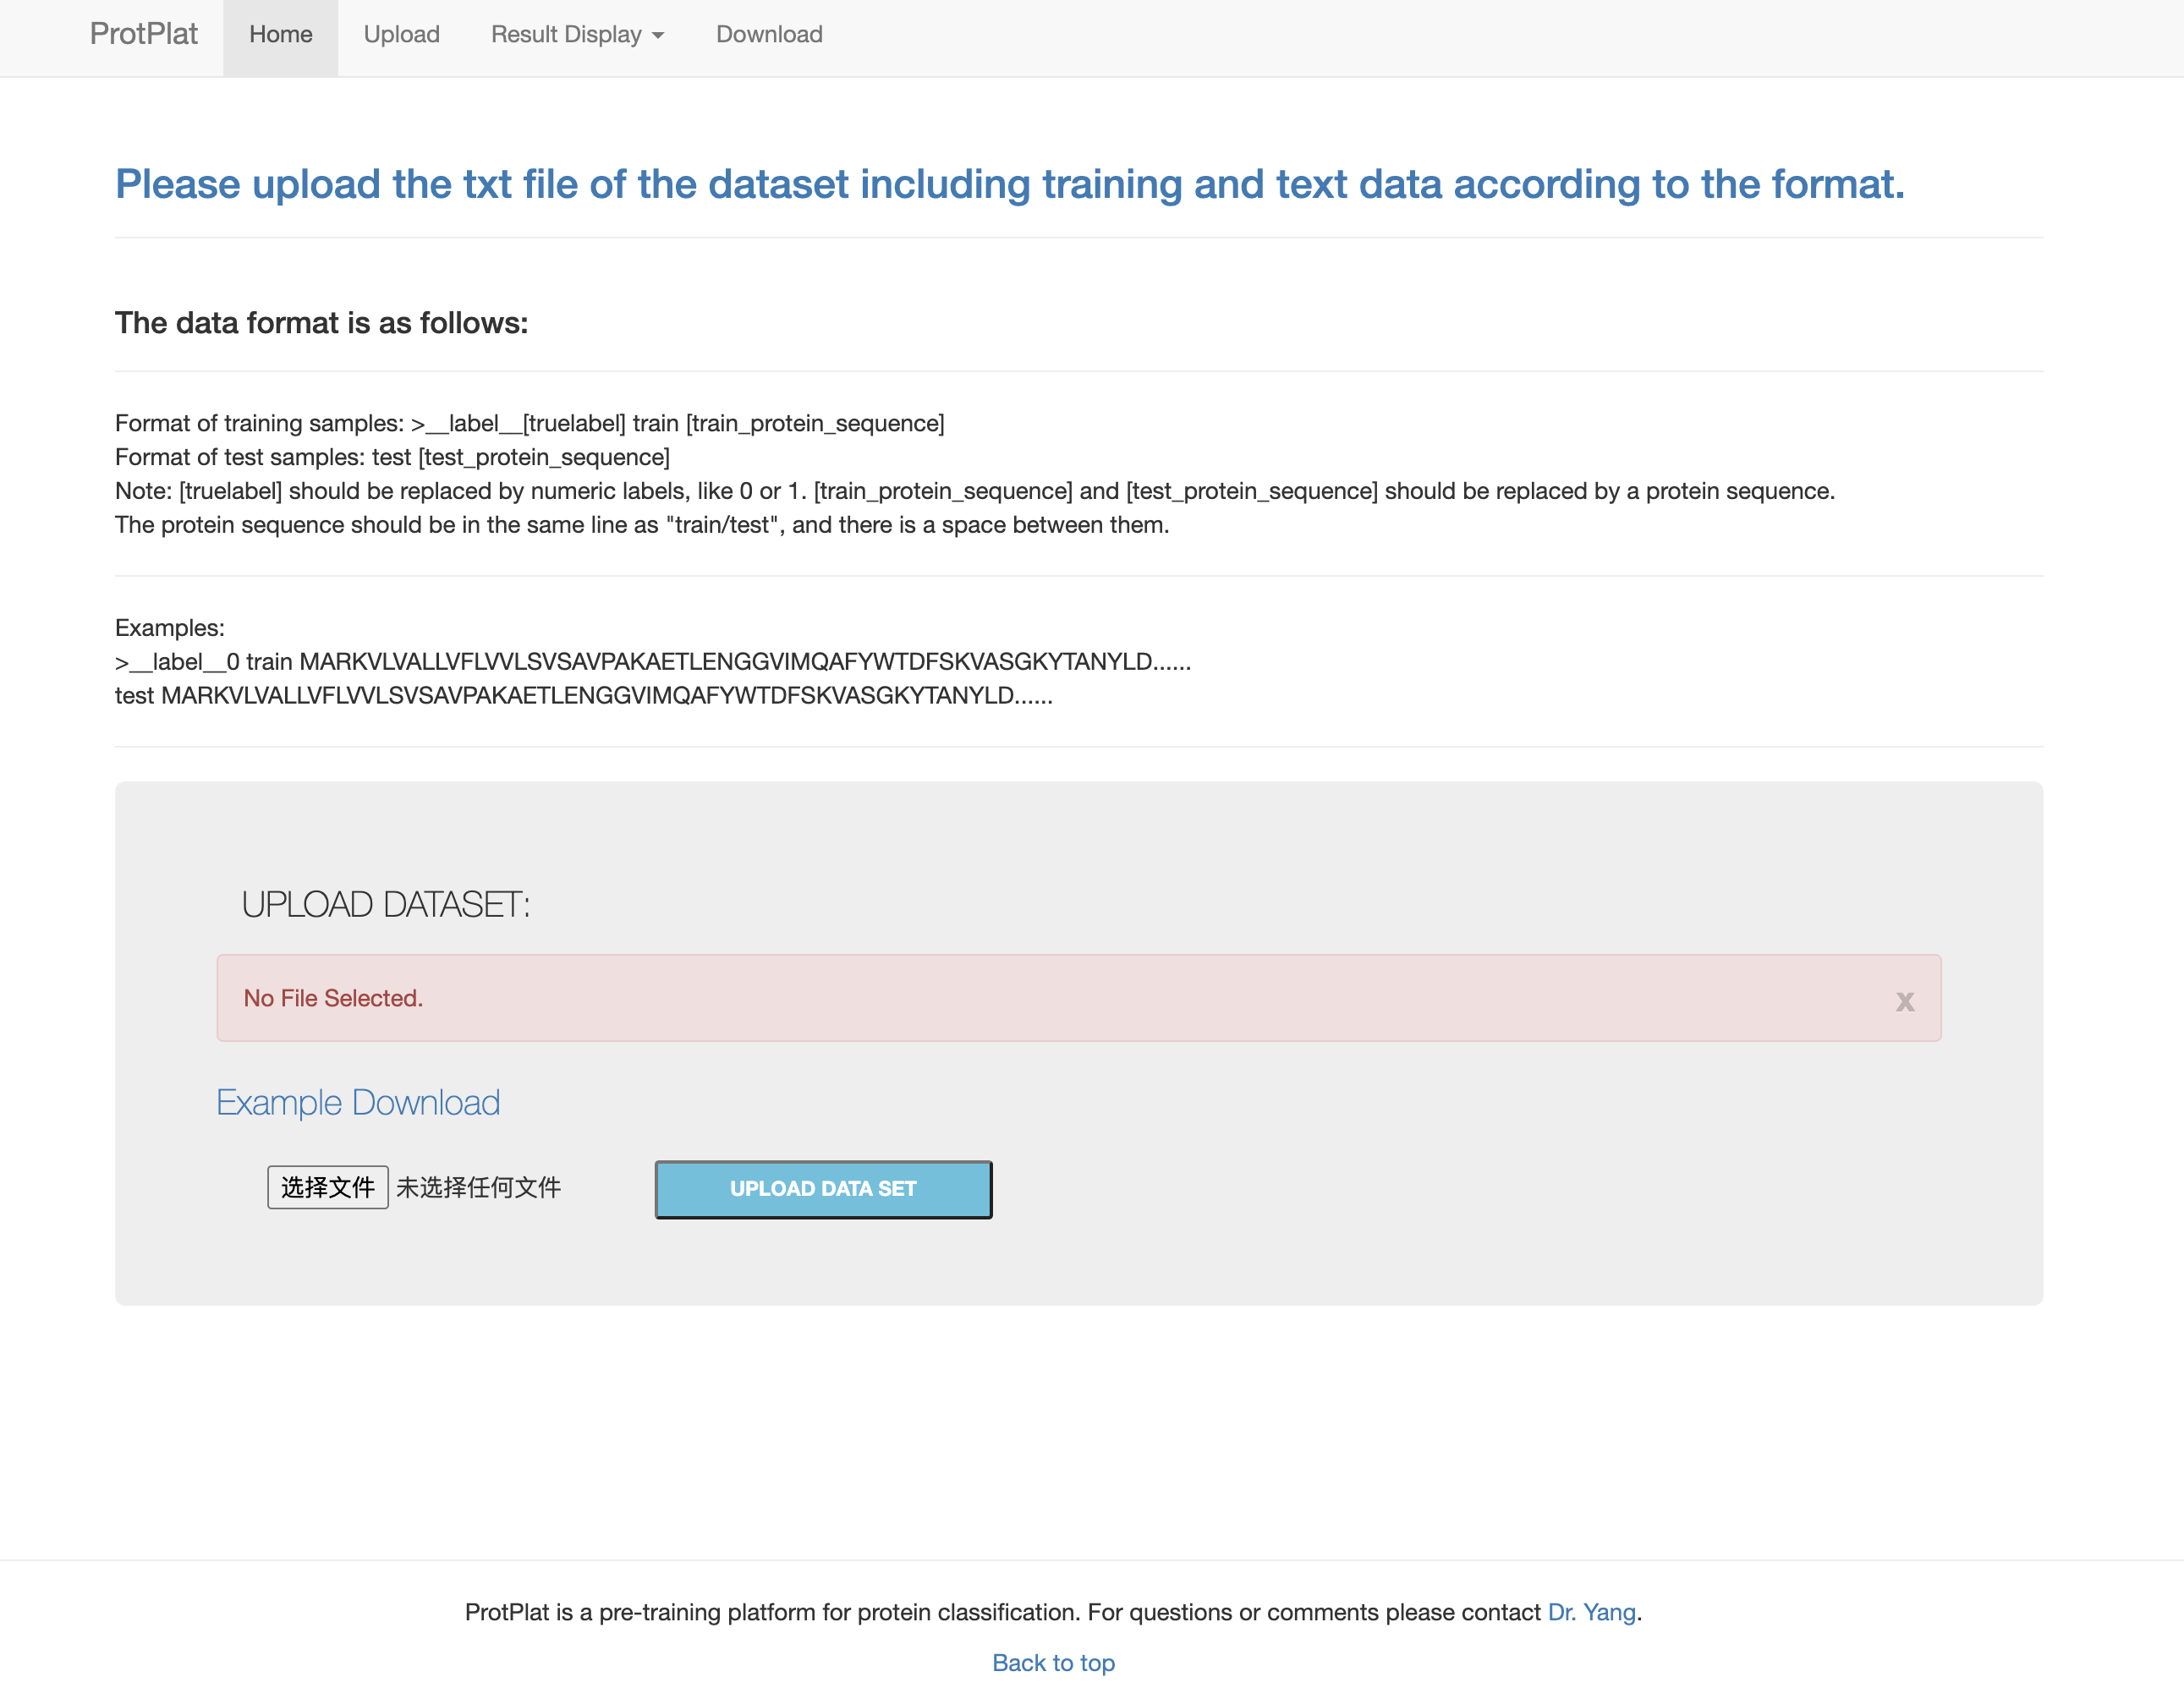 ProtPlat Home Upload Result Display Download
Please upload the txt file of the dataset including training and text data according to the format.
The data format is as follows:
Format of training samples: >__label__[truelabel] train [train_protein_sequence]
Format of test samples: test [test_protein_sequence]
Note: [truelabel] should be replaced by numeric labels, like 0 or 1. [train_protein_sequence] and [test_protein_sequence] should be replaced by a protein sequence.
The protein sequence should be in the same line as "train/test", and there is a space between them.
Examples:
>__label__0 train MARKVLVALLVFLVVLSVSAVPAKAETLENGGVIMQAFYWTDFSKVASGKYTANYLD......
test MARKVLVALLVFLVVLSVSAVPAKAETLENGGVIMQAFYWTDFSKVASGKYTANYLD......
UPLOAD DATASET:
No File Selected. x
Example Download
选择文件 未选择任何文件 UPLOAD DATA SET
ProtPlat is a pre-training platform for protein classification. For questions or comments please contact Dr. Yang.
Back to top